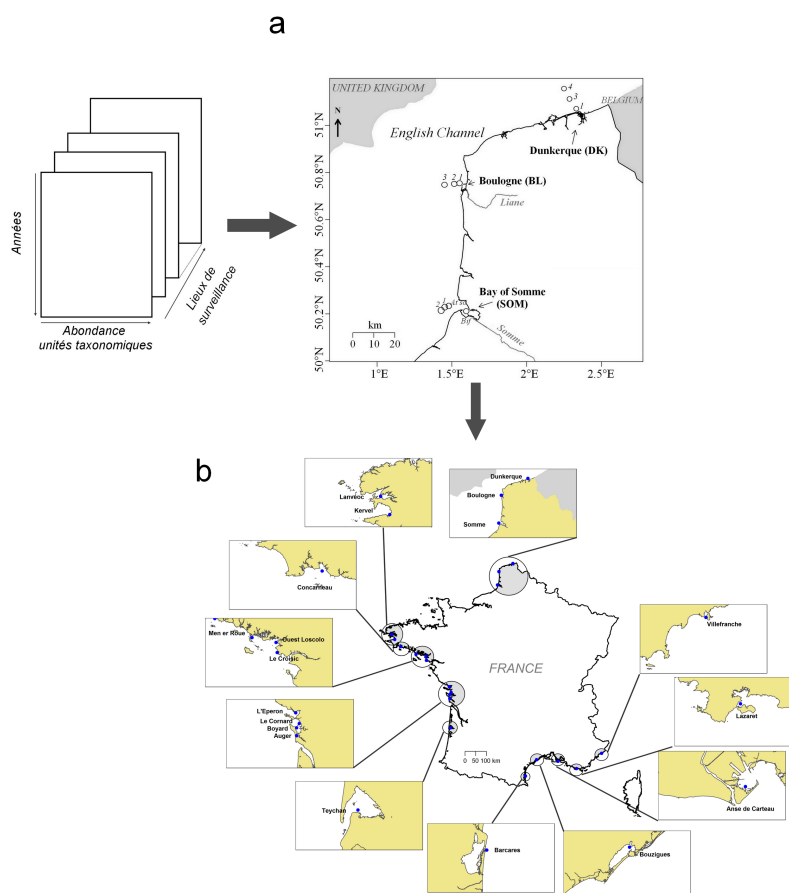 a
Années
Abondance
unités taxonomiques
Lieux de
surveillance
UNITED KINGDOM
BELGIUM
N
English Channel
4
3
1
Dunkerque (DK)
3 2 1
Boulogne (BL)
Liane
Bay of Somme
(SOM)
2 1 Atso
Bif
Somme
km
0 10 20
51°N
50.8°N
50.6°N
50.4°N
50.2°N
50°N
1°E
1.5°E
2°E
2.5°E
b
Lanvéoc
Kervel
Dunkerque
Boulogne
Somme
Concarneau
Men er Roue
Ouest Loscolo
Le Croisic
L'Eperon
Le Cornard
Boyard
Auger
Teychan
FRANCE
0 50 100 km
Villefranche
Lazaret
Anse de Carteau
Barcares
Bouzigues